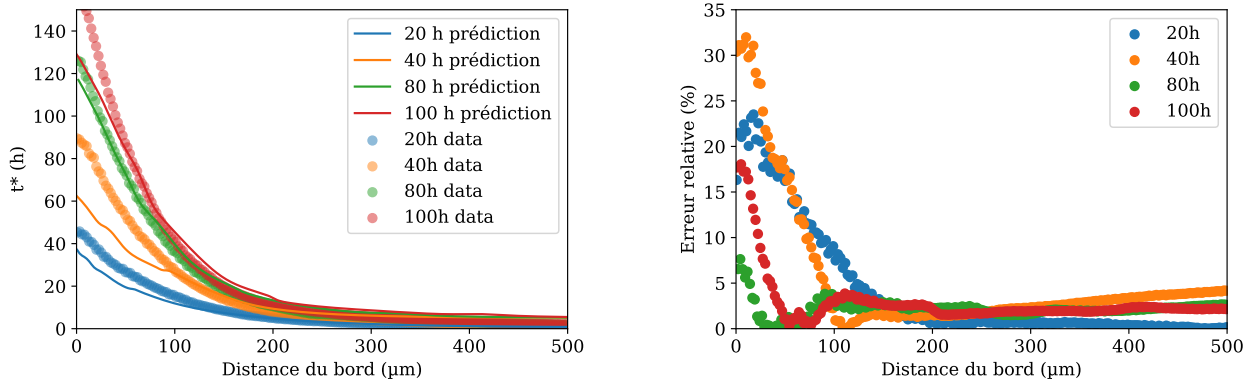 140
120
100
80
60
40
20
0
t* (h)
0
100
200
300
400
500
Distance du bord (µm)
20 h prédiction
40 h prédiction
80 h prédiction
100 h prédiction
20h data
40h data
80h data
100h data
35
30
25
20
15
10
5
0
Erreur relative (%)
0
100
200
300
400
500
Distance du bord (µm)
20h
40h
80h
100h